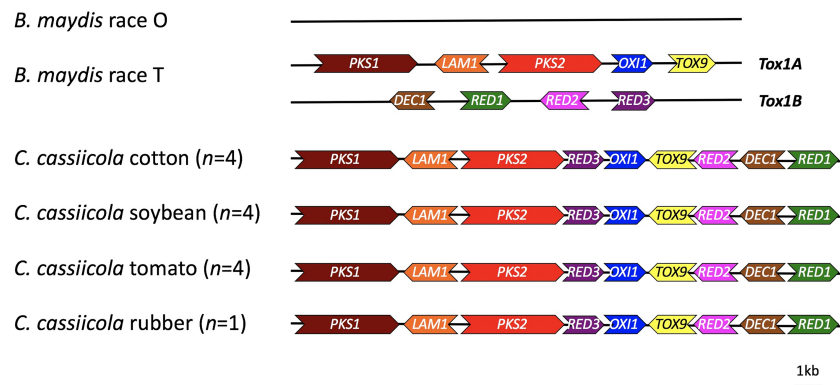 B. maydis race O
B. maydis race T
PKS1 LAM1 PKS2 OXI1 TOX9 Tox1A
DEC1 RED1 RED2 RED3 Tox1B
C. cassiicola cotton (n=4) PKS1 LAM1 PKS2 RED3 OXI1 TOX9 RED2 DEC1 RED1
C. cassiicola soybean (n=4) PKS1 LAM1 PKS2 RED3 OXI1 TOX9 RED2 DEC1 RED1
C. cassiicola tomato (n=4) PKS1 LAM1 PKS2 RED3 OXI1 TOX9 RED2 DEC1 RED1
C. cassiicola rubber (n=1) PKS1 LAM1 PKS2 RED3 OXI1 TOX9 RED2 DEC1 RED1
1kb